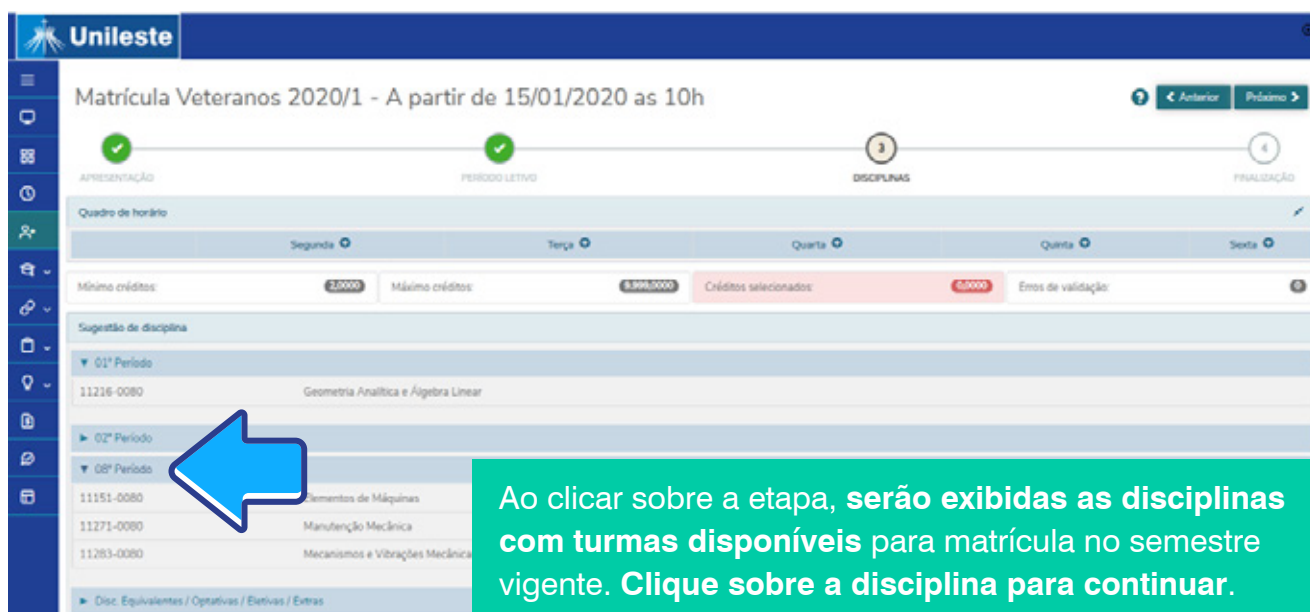 Unileste
Matrícula Veteranos 2020/1 - A partir de 15/01/2020 as 10h
? Anterior Próximo
3 4
APRESENTAÇÃO PERÍODO LETIVO DISCIPLINAS FINALIZAÇÃO
Quadro de horário
Segunda Terça Quarta Quinta Sexta
Mínimo créditos: 2,0000 Máximo créditos: 9.999,0000 Créditos selecionados: 0,0000 Erros de validação: 0
Sugestão de disciplina
▼ 01º Período
11216-0080 Geometria Analítica e Álgebra Linear
► 02º Período
▼ 08º Período
11151-0080 Elementos de Máquinas
11271-0080 Manutenção Mecânica
11283-0080 Mecanismos e Vibrações Mecânica
► Disc. Equivalentes / Optativas / Eletivas / Extras
Ao clicar sobre a etapa, serão exibidas as disciplinas
com turmas disponíveis para matrícula no semestre
vigente. Clique sobre a disciplina para continuar.